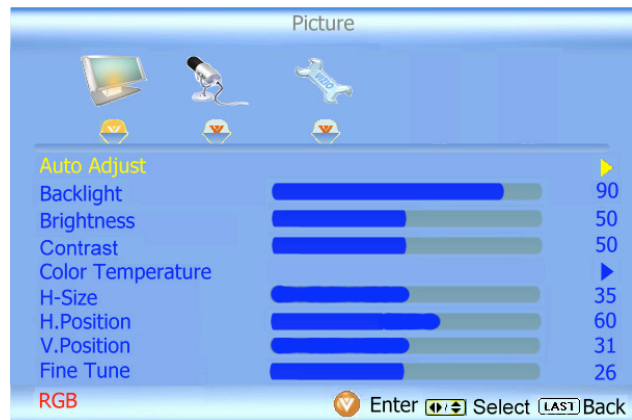 Picture
VIZIO
Auto Adjust
Backlight 90
Brightness 50
Contrast 50
Color Temperature
H-Size 35
H.Position 60
V.Position 31
Fine Tune 26
RGB Enter Select LAST Back